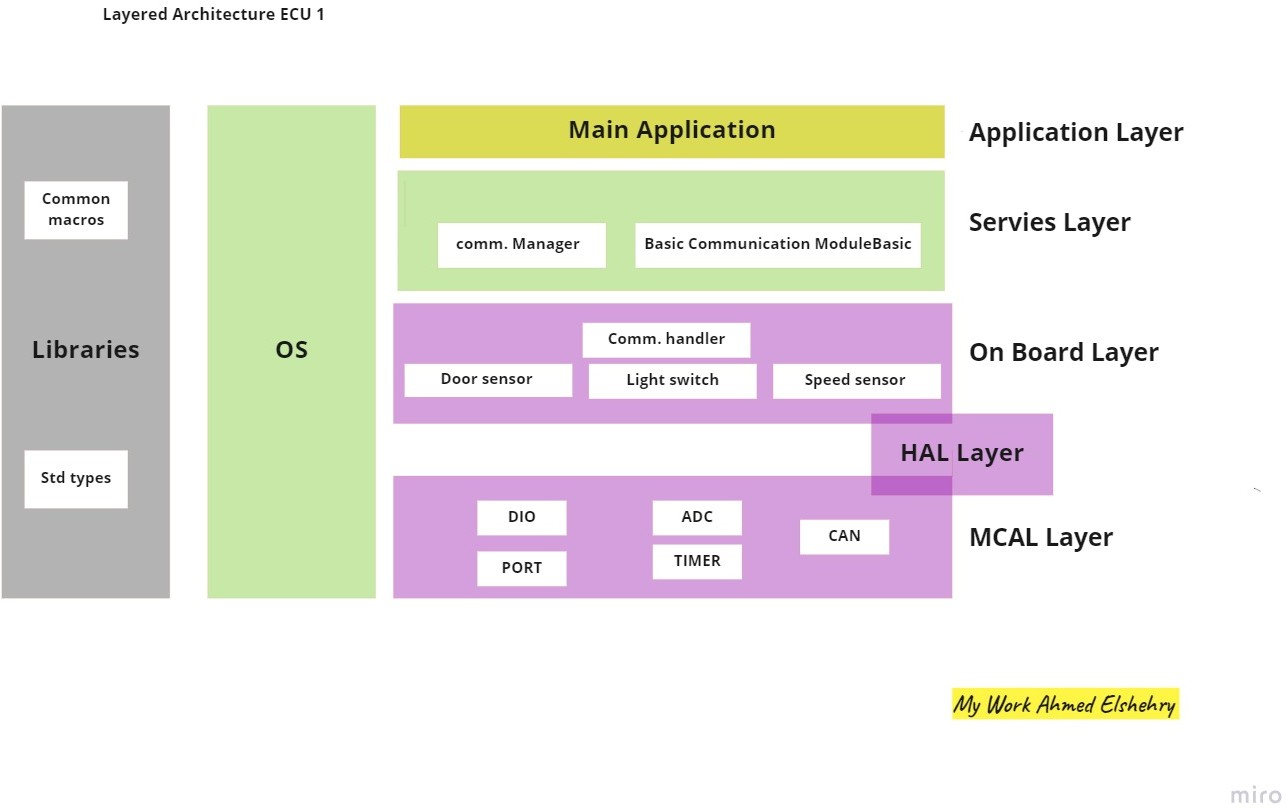 Layered Architecture ECU 1
Main Application
Application Layer
Common
macros
Servies Layer
comm. Manager
Basic Communication ModuleBasic
Libraries
OS
Comm. handler
On Board Layer
Door sensor
Light switch
Speed sensor
HAL Layer
Std types
DIO
ADC
CAN
MCAL Layer
PORT
TIMER
My Work Ahmed Elshehry
miro